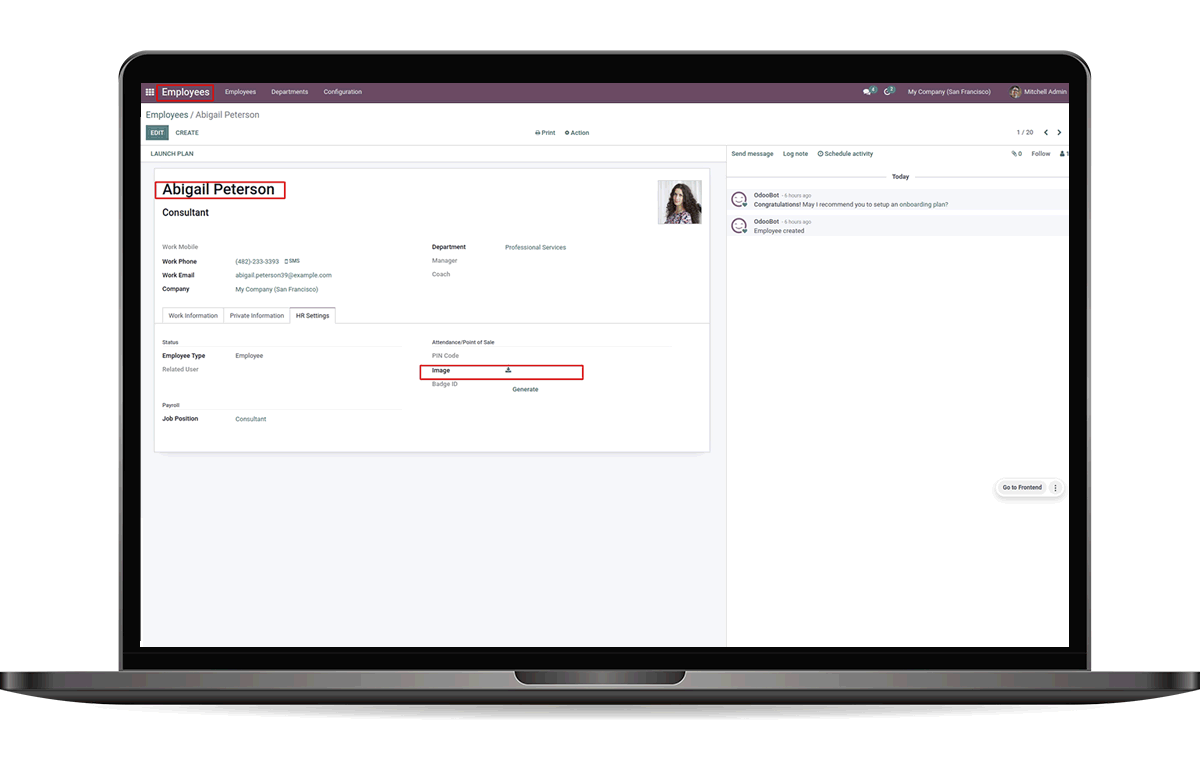 Employees Employees Departments Configuration 4 2 My Company (San Francisco) Mitchell Admin
Employees / Abigail Peterson
EDIT CREATE Print Action 1 / 20
LAUNCH PLAN
Send message Log note Schedule activity 0 Follow 1
Today
Abigail Peterson
Consultant
OdooBot - 6 hours ago
Congratulations! May I recommend you to setup an onboarding plan?
OdooBot - 6 hours ago
Employee created
Work Mobile
Work Phone (482)-233-3393 SMS
Work Email abigail.peterson39@example.com
Company My Company (San Francisco)
Department Professional Services
Manager
Coach
Work Information Private Information HR Settings
Status
Employee Type Employee
Related User
Attendance/Point of Sale
PIN Code
Image
Badge ID
Generate
Payroll
Job Position Consultant
Go to Frontend